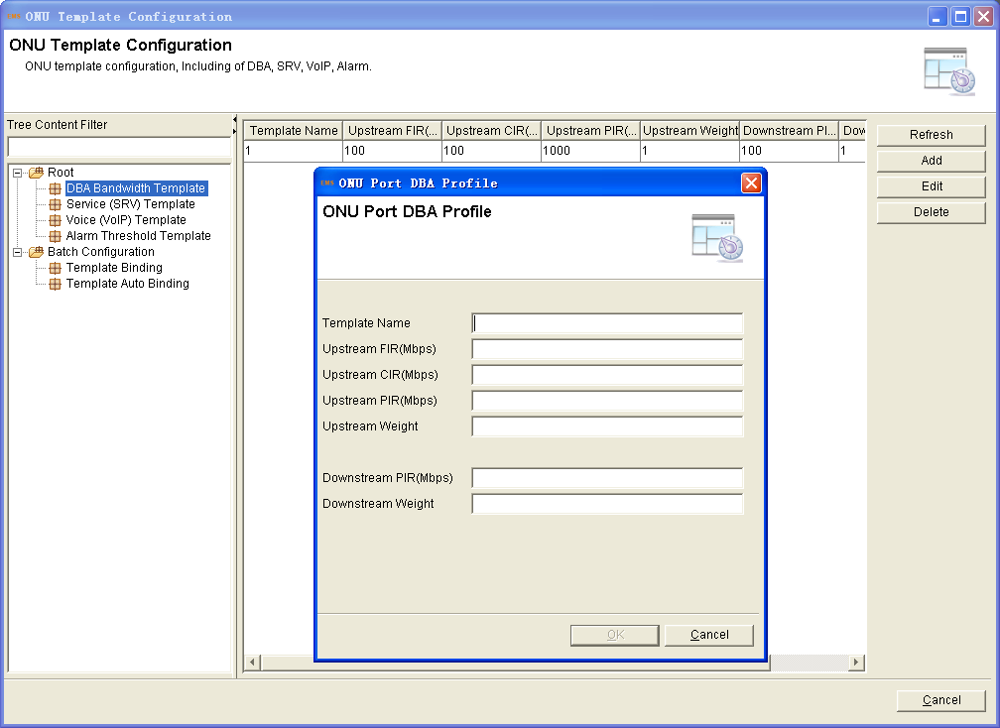 EMS ONU Template Configuration
ONU Template Configuration
ONU template configuration, Including of DBA, SRV, VoIP, Alarm.
Tree Content Filter
Root
DBA Bandwidth Template
Service (SRV) Template
Voice (VoIP) Template
Alarm Threshold Template
Batch Configuration
Template Binding
Template Auto Binding
Template Name Upstream FIR(... Upstream CIR(... Upstream PIR(... Upstream Weight Downstream PI... Dow
1 100 100 1000 1 100 1
Refresh
Add
Edit
Delete
EMS ONU Port DBA Profile
ONU Port DBA Profile
Template Name
Upstream FIR(Mbps)
Upstream CIR(Mbps)
Upstream PIR(Mbps)
Upstream Weight
Downstream PIR(Mbps)
Downstream Weight
OK Cancel
Cancel